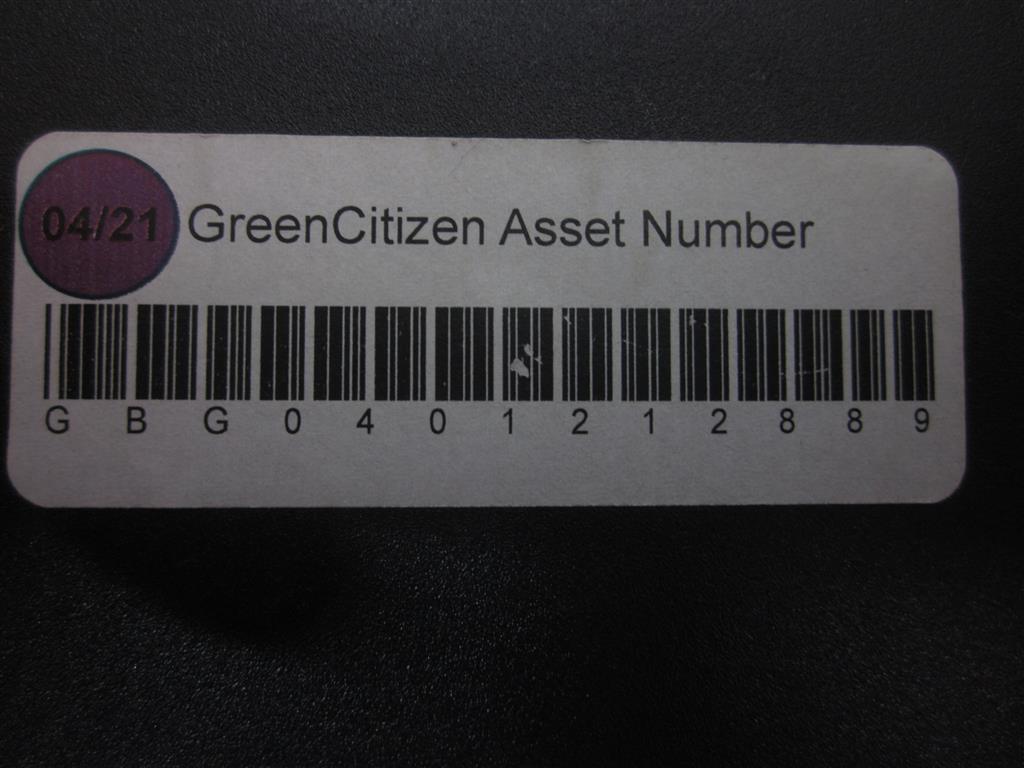 04/21 GreenCitizen Asset Number
G B G 0 4 0 1 2 1 2 8 8 9